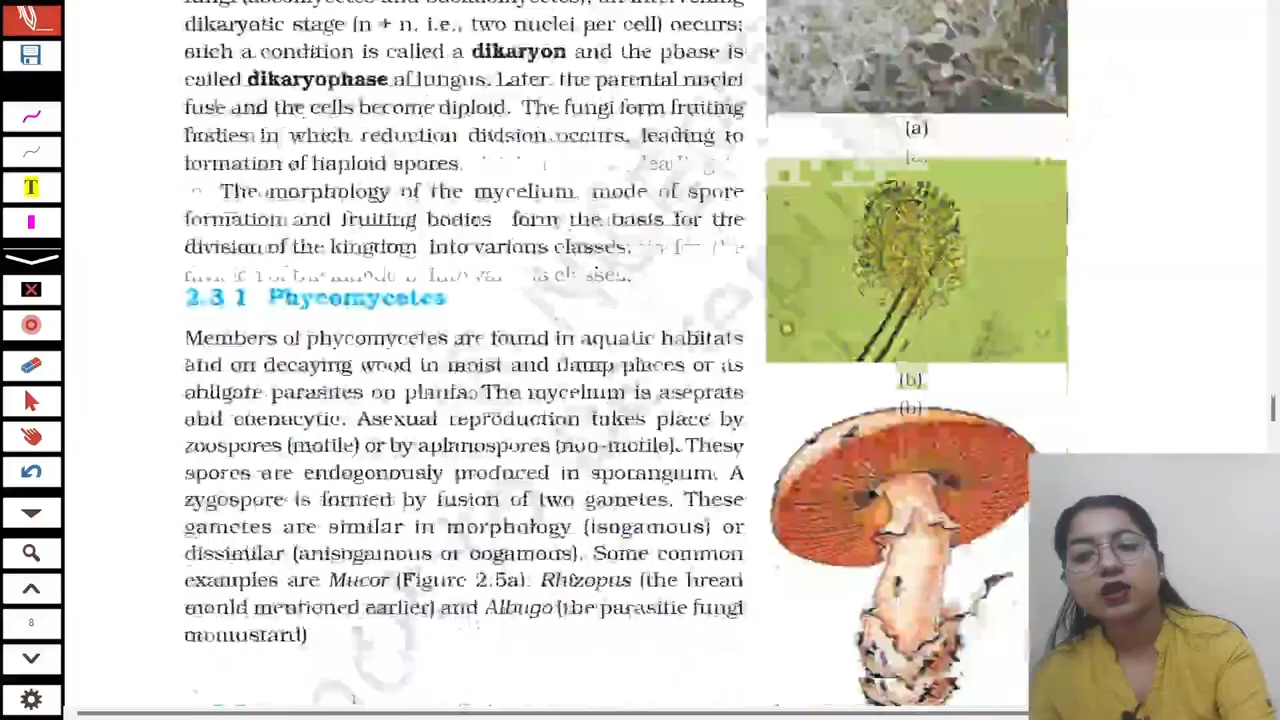 dikaryotic stage (n + n, i.e., two nuclei per cell) occurs;
such a condition is called a dikaryon and the phase is
called dikaryophase of fungus. Later, the parental nuclei
fuse and the cells become diploid. The fungi form fruiting
bodies in which reduction division occurs, leading to
formation of haploid spores.
The morphology of the mycelium, mode of spore
formation and fruiting bodies form the basis for the
division of the kingdom into various classes.
2.3.1 Phycomycetes
Members of phycomycetes are found in aquatic habitats
and on decaying wood in moist and damp places or as
obligate parasites on plants. The mycelium is aseptate
and coenocytic. Asexual reproduction takes place by
zoospores (motile) or by aplanospores (non-motile). These
spores are endogenously produced in sporangium. A
zygospore is formed by fusion of two gametes. These
gametes are similar in morphology (isogamous) or
dissimilar (anisogamous or oogamous). Some common
examples are Mucor (Figure 2.5a), Rhizopus (the bread
mould mentioned earlier) and Albugo (the parasitic fungi
on mustard)
(a)
(b)
(b)
T
8